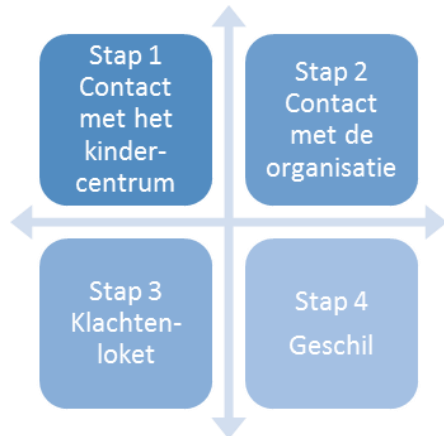 Stap 1
Contact
met het
kinder-
centrum
Stap 2
Contact
met de
organisatie
Stap 3
Klachten-
loket
Stap 4
Geschil